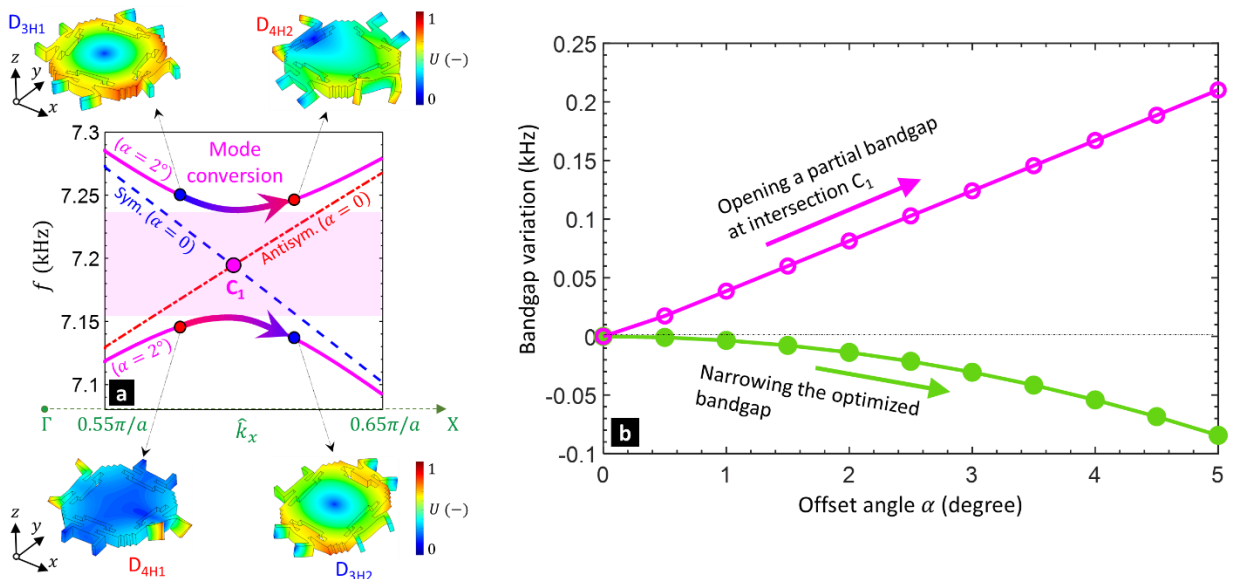 D3H1
D4H2
1
U (−)
0
1
U (−)
0
z
y
x
7.3
7.25
7.2
7.15
7.1
f (kHz)
(α = 2°)
Mode
conversion
Sym. (α = 0)
Antisym. (α = 0)
C1
(α = 2°)
a
Γ
0.55π/a
k̂x
0.65π/a
X
z
y
x
D4H1
1
U (−)
0
D3H2
0.25
0.2
0.15
0.1
0.05
0
-0.05
-0.1
Bandgap variation (kHz)
Opening a partial bandgap
at intersection C1
Narrowing the optimized
bandgap
b
0
1
2
3
4
5
Offset angle α (degree)